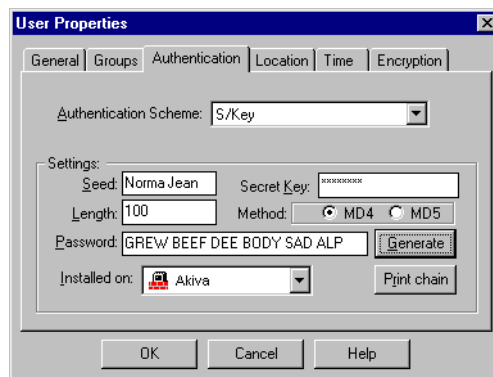 User Properties
General Groups Authentication Location Time Encryption
Authentication Scheme: S/Key
Settings:
Seed: Norma Jean Secret Key: ********
Length: 100 Method: MD4 MD5
Password: GREW BEEF DEE BODY SAD ALP Generate
Installed on: Akiva Print chain
OK Cancel Help